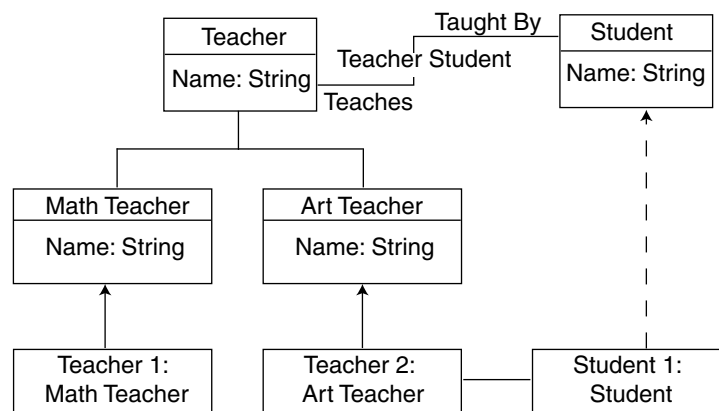 Teacher
Name: String
Taught By
Teacher Student
Teaches
Student
Name: String
Math Teacher
Name: String
Art Teacher
Name: String
Teacher 1:
Math Teacher
Teacher 2:
Art Teacher
Student 1:
Student